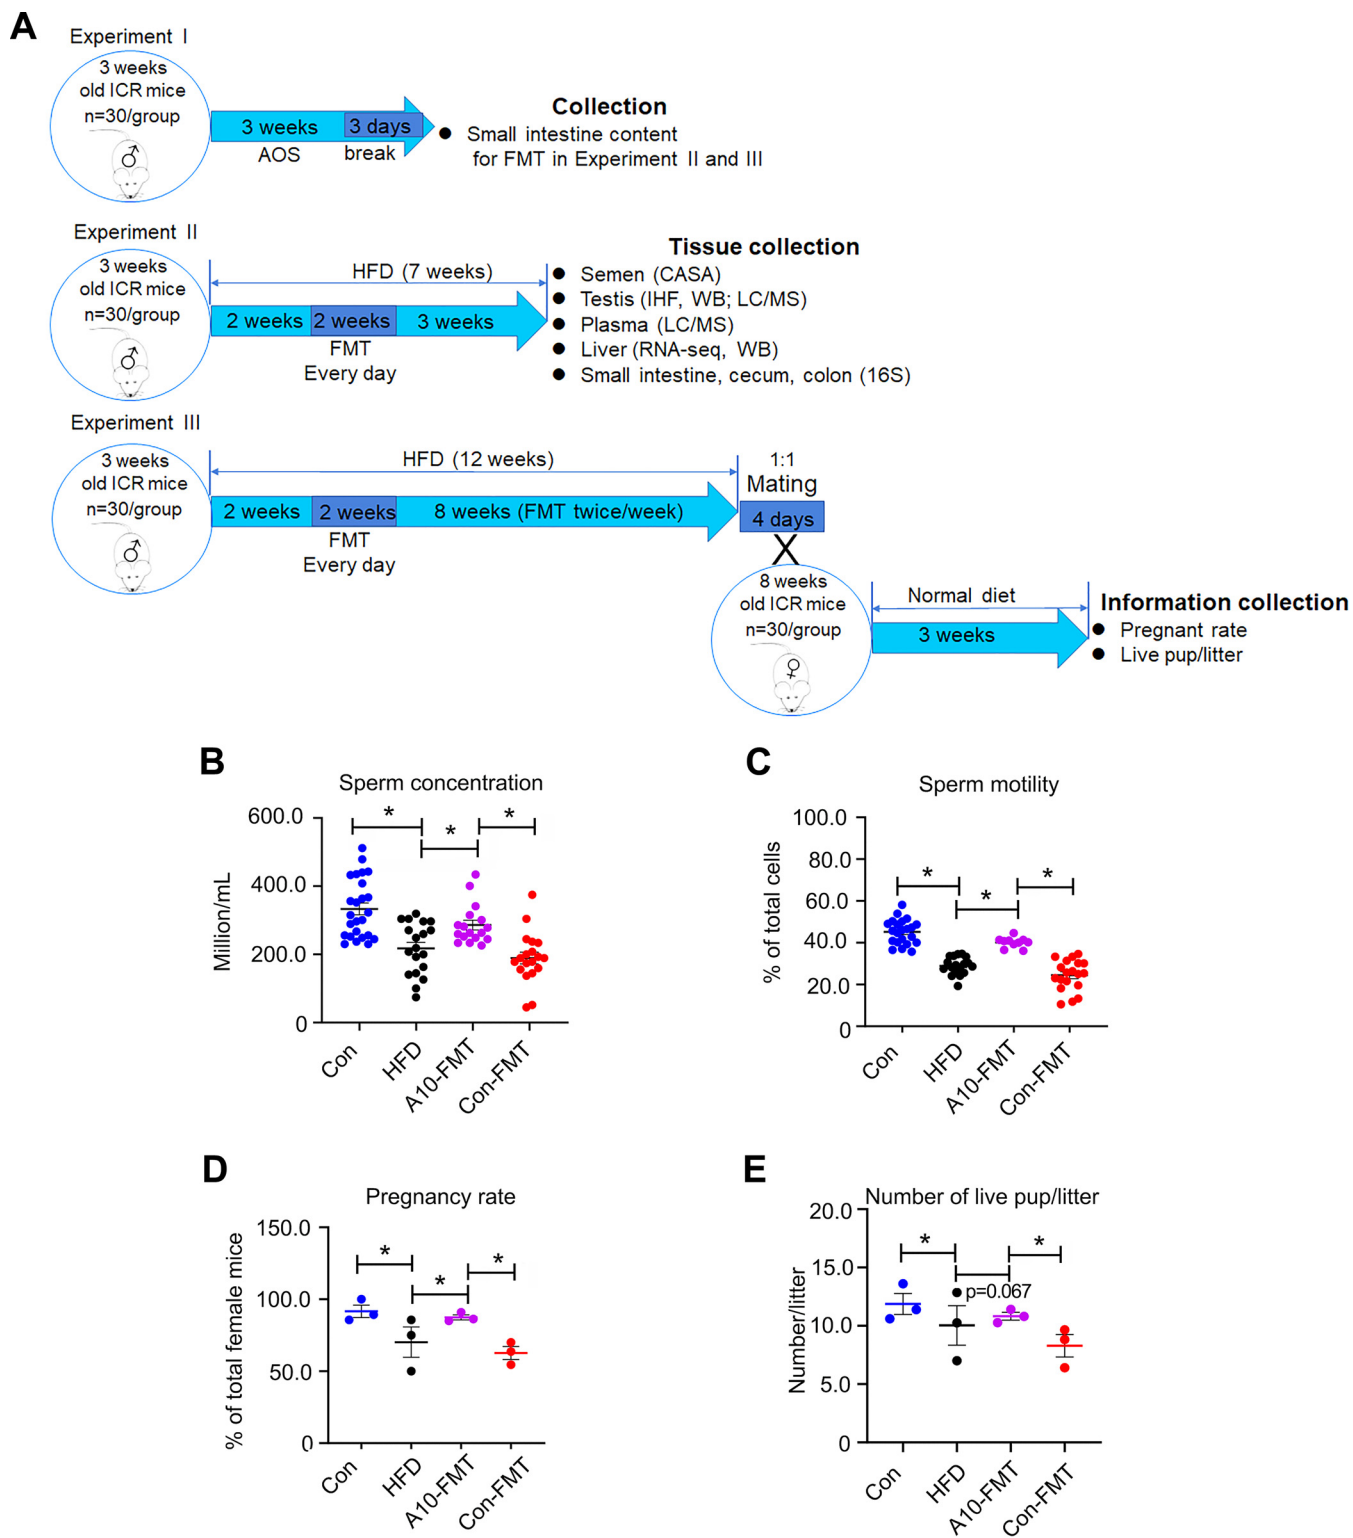 A
Experiment I
3 weeks
old ICR mice
n=30/group
♂
3 weeks
3 days
AOS
break
Collection
● Small intestine content
for FMT in Experiment II and III
Experiment II
3 weeks
old ICR mice
n=30/group
♂
HFD (7 weeks)
2 weeks
2 weeks
3 weeks
FMT
Every day
Tissue collection
● Semen (CASA)
● Testis (IHF, WB; LC/MS)
● Plasma (LC/MS)
● Liver (RNA-seq, WB)
● Small intestine, cecum, colon (16S)
Experiment III
3 weeks
old ICR mice
n=30/group
♂
HFD (12 weeks)
2 weeks
2 weeks
8 weeks (FMT twice/week)
FMT
Every day
1:1
Mating
4 days
X
8 weeks
old ICR mice
n=30/group
♀
Normal diet
3 weeks
Information collection
● Pregnant rate
● Live pup/litter
B
Sperm concentration
Million/mL
600.0
400.0
200.0
0
*
*
*
Con
HFD
A10-FMT
Con-FMT
C
Sperm motility
% of total cells
100.0
80.0
60.0
40.0
20.0
0
*
*
*
Con
HFD
A10-FMT
Con-FMT
D
Pregnancy rate
% of total female mice
150.0
100.0
50.0
0
*
*
*
Con
HFD
A10-FMT
Con-FMT
E
Number of live pup/litter
Number/litter
20.0
15.0
10.0
5.0
0
*
*
p=0.067
Con
HFD
A10-FMT
Con-FMT